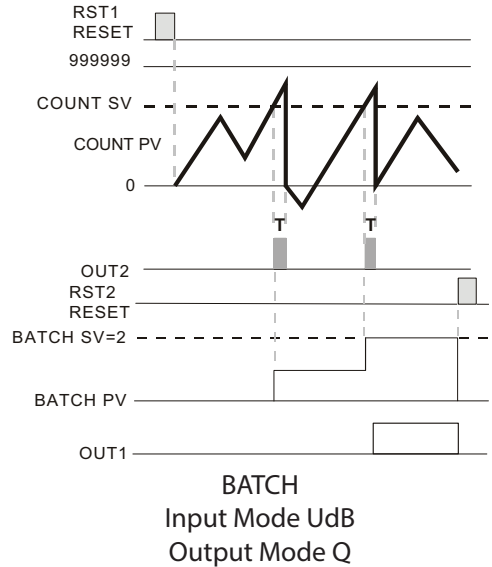 RST1
RESET
999999
COUNT SV
COUNT PV
0
T T
OUT2
RST2
RESET
BATCH SV=2
BATCH PV
OUT1
BATCH
Input Mode UdB
Output Mode Q